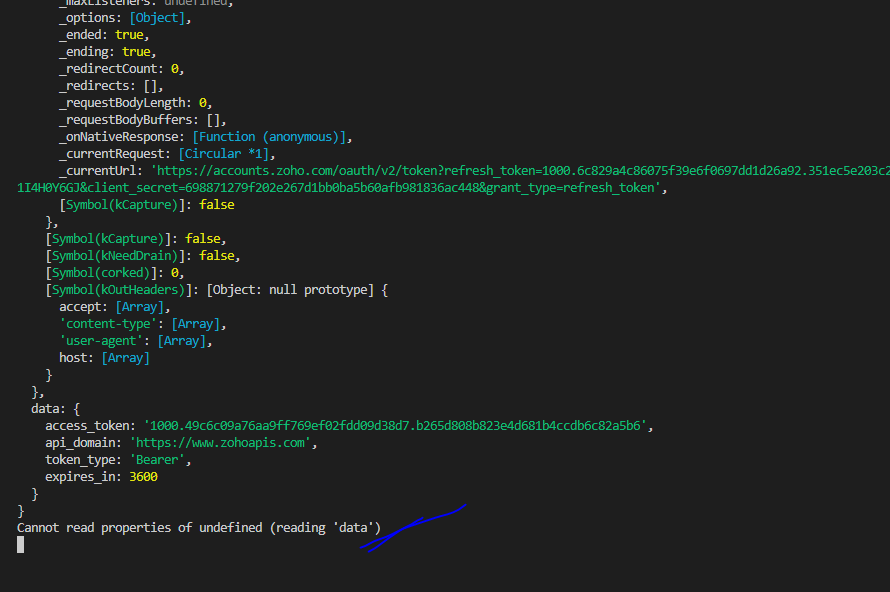 _maxListeners: undefined,
_options: [Object],
_ended: true,
_ending: true,
_redirectCount: 0,
_redirects: [],
_requestBodyLength: 0,
_requestBodyBuffers: [],
_onNativeResponse: [Function (anonymous)],
_currentRequest: [Circular *1],
_currentUrl: 'https://accounts.zoho.com/oauth/v2/token?refresh_token=1000.6c829a4c86075f39e6f0697dd1d26a92.351ec5e203c2
1I4H0Y6GJ&client_secret=698871279f202e267d1bb0ba5b60afb981836ac448&grant_type=refresh_token',
[Symbol(kCapture)]: false
},
[Symbol(kCapture)]: false,
[Symbol(kNeedDrain)]: false,
[Symbol(corked)]: 0,
[Symbol(kOutHeaders)]: [Object: null prototype] {
accept: [Array],
'content-type': [Array],
'user-agent': [Array],
host: [Array]
}
},
data: {
access_token: '1000.49c6c09a76aa9ff769ef02fdd09d38d7.b265d808b823e4d681b4ccdb6c82a5b6',
api_domain: 'https://www.zohoapis.com',
token_type: 'Bearer',
expires_in: 3600
}
}
Cannot read properties of undefined (reading 'data')